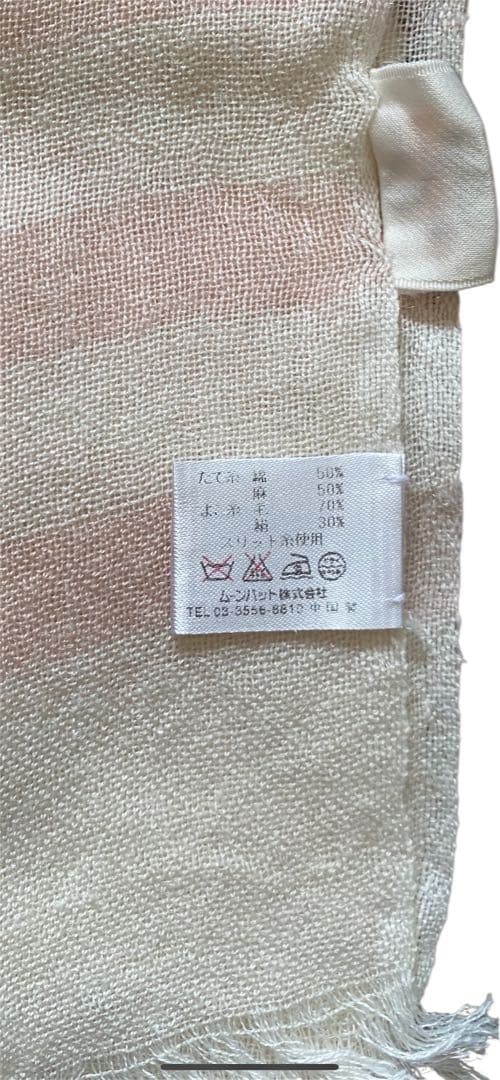 たて糸 綿 50%
麻 50%
よこ糸 毛 70%
絹 30%
スリット糸使用
ムーンバット株式会社
TEL 03-3556-6810 中国製